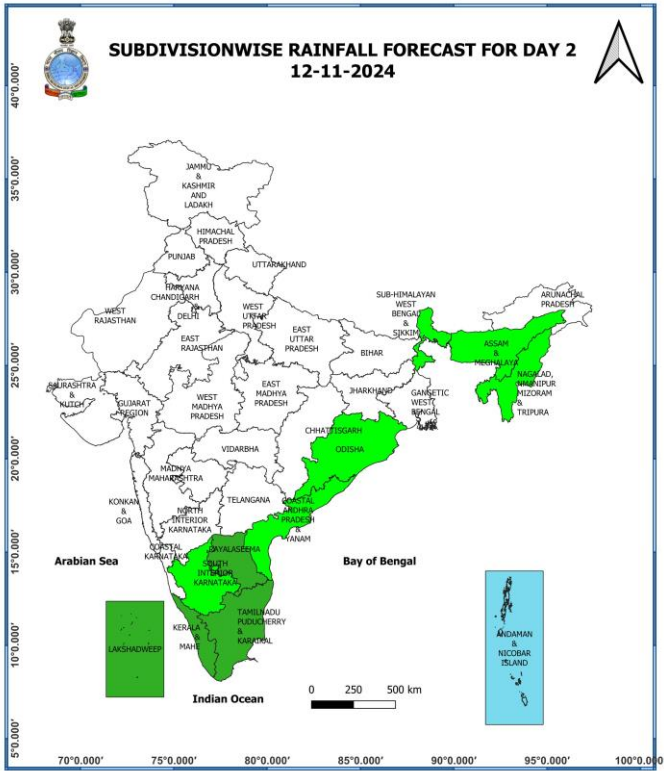 SUBDIVISIONWISE RAINFALL FORECAST FOR DAY 2
12-11-2024
40°0.000'
35°0.000'
30°0.000'
25°0.000'
20°0.000'
15°0.000'
10°0.000'
5°0.000'
JAMMU
&
KASHMIR
AND
LADAKH
HIMACHAL
PRADESH
PUNJAB
UTTARAKHAND
HARYANA
CHANDIGARH
&
DELHI
WEST
RAJASTHAN
WEST
UTTAR
PRADESH
EAST
RAJASTHAN
EAST
UTTAR
PRADESH
SUB-HIMALAYAN
WEST
BENGAL
&
SIKKIM
ARUNACHAL
PRADESH
ASSAM
&
MEGHALAYA
NAGALAD,
MIZORAM
&
TRIPURA
BIHAR
SAURASHTRA
&
KUTCH
GUJARAT
REGION
WEST
MADHYA
PRADESH
EAST
MADHYA
PRADESH
JHARKHAND
GANGETIC
WEST
BENGAL
CHHATTISGARH
ODISHA
VIDARBHA
MADHYA
MAHARASHTRA
KONKAN
&
GOA
NORTH
INTERIOR
KARNATAKA
TELANGANA
COASTAL
ANDHRA
PRADESH
&
YANAM
COASTAL
KARNATAKA
RAYALASEEMA
SOUTH
INTERIOR
KARNATAKA
Arabian Sea
Bay of Bengal
TAMILNADU
PUDUCHERRY
&
KARAIKAL
KERALA
&
MAHE
LAKSHADWEEP
ANDAMAN
&
NICOBAR
ISLAND
Indian Ocean
0 250 500 km
70°0.000' 75°0.000' 80°0.000' 85°0.000' 90°0.000' 95°0.000' 100°0.000'